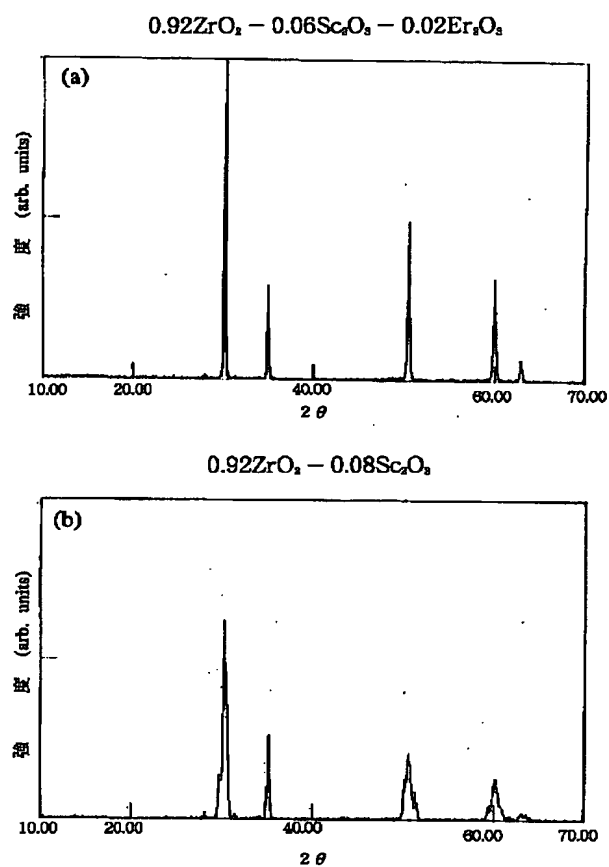 0.92ZrO₂ − 0.06Sc₂O₃ − 0.02Er₂O₃
(a)
強 度 (arb. units)
10.00 20.00 40.00 60.00 70.00
2 θ
0.92ZrO₂ − 0.08Sc₂O₃
(b)
強 度 (arb. units)
10.00 20.00 40.00 60.00 70.00
2 θ